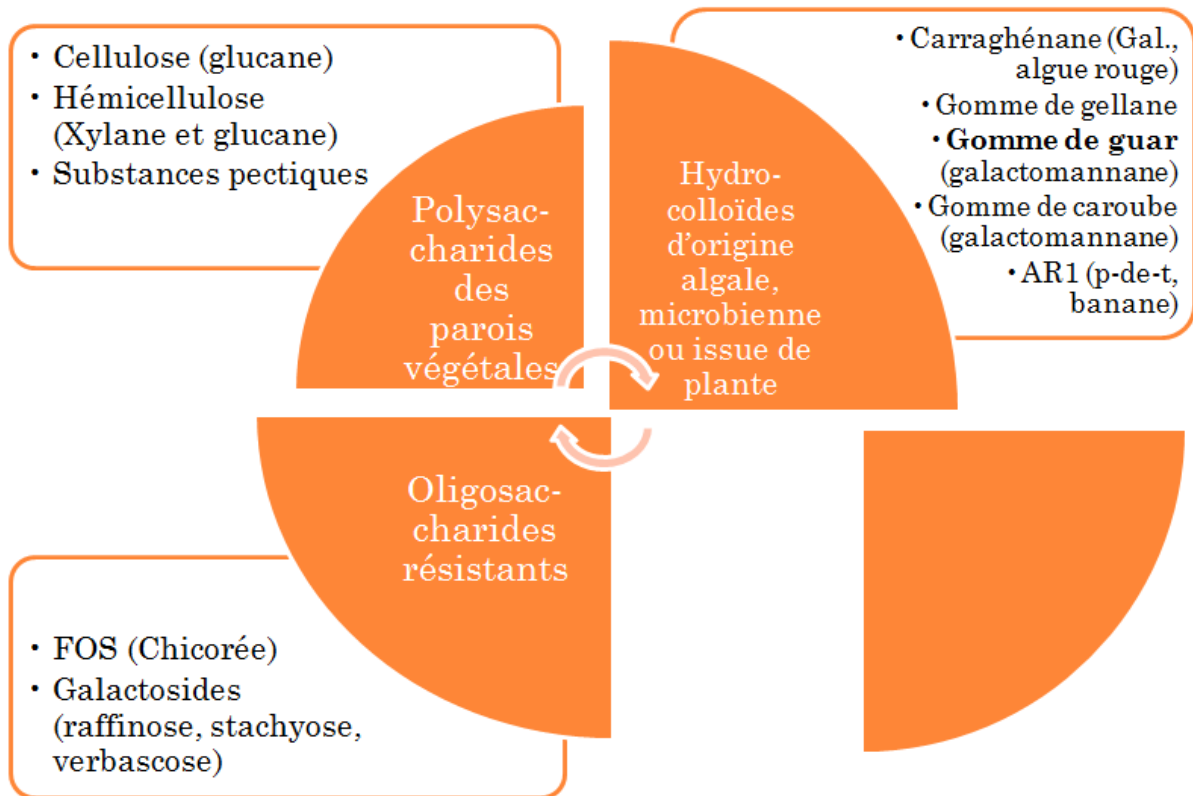 • Cellulose (glucane)
• Hémicellulose
(Xylane et glucane)
• Substances pectiques
Polysac-
charides
des
parois
végétales
Hydro-
colloïdes
d’origine
algale,
microbienne
ou issue de
plante
• Carraghénane (Gal.,
algue rouge)
Gomme de gellane
• Gomme de guar
(galactomannane)
• Gomme de caroube
(galactomannane)
• AR1 (p-de-t,
banane)
Oligosac-
charides
résistants
• FOS (Chicorée)
• Galactosides
(raffinose, stachyose,
verbascose)